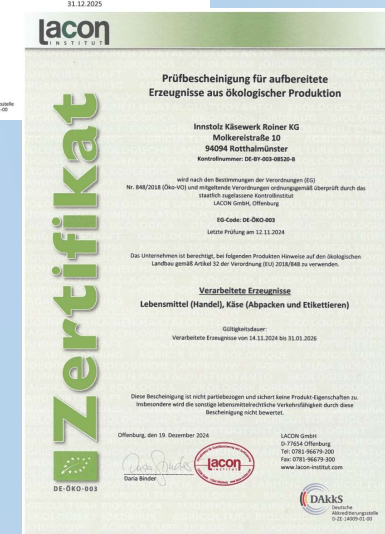 31.12.2025
lacon
INSTITUT
Prüfbescheinigung für aufbereitete
Erzeugnisse aus ökologischer Produktion
Innstolz Käsewerk Roiner KG
Molkereistraße 10
94094 Rotthalmünster
Kontrollnummer: DE-BY-003-08520-B
wird nach den Bestimmungen der Verordnungen (EG)
Nr. 848/2018 (Öko-VO) und mitgeltende Verordnungen ordnungsgemäß überprüft durch das
staatlich zugelassene Kontrollinstitut
LACON GmbH, Offenburg
EG-Code: DE-ÖKO-003
Letzte Prüfung am 12.11.2024
Das Unternehmen ist berechtigt, bei folgenden Produkten Hinweise auf den ökologischen
Landbau gemäß Artikel 32 der Verordnung (EU) 2018/848 zu verwenden.
Verarbeitete Erzeugnisse
Lebensmittel (Handel), Käse (Abpacken und Etikettieren)
Gültigkeitsdauer:
Verarbeitete Erzeugnisse von 14.11.2024 bis 31.01.2026
Diese Bescheinigung ist nicht partiebezogen und sichert keine Produkt-Eigenschaften zu.
Insbesondere wird die sonstige lebensmittelrechtliche Verkehrsfähigkeit durch diese
Bescheinigung nicht bewertet.
Offenburg, den 19. Dezember 2024
lacon
Daria Binder
LACON GmbH
D-77654 Offenburg
Tel: 0781-96679-200
Fax: 0781-96679-300
www.lacon-institut.com
DAkkS
Deutsche
Akkreditierungsstelle
D-ZE-14009-01-00
Zertifikat
DE-ÖKO-003